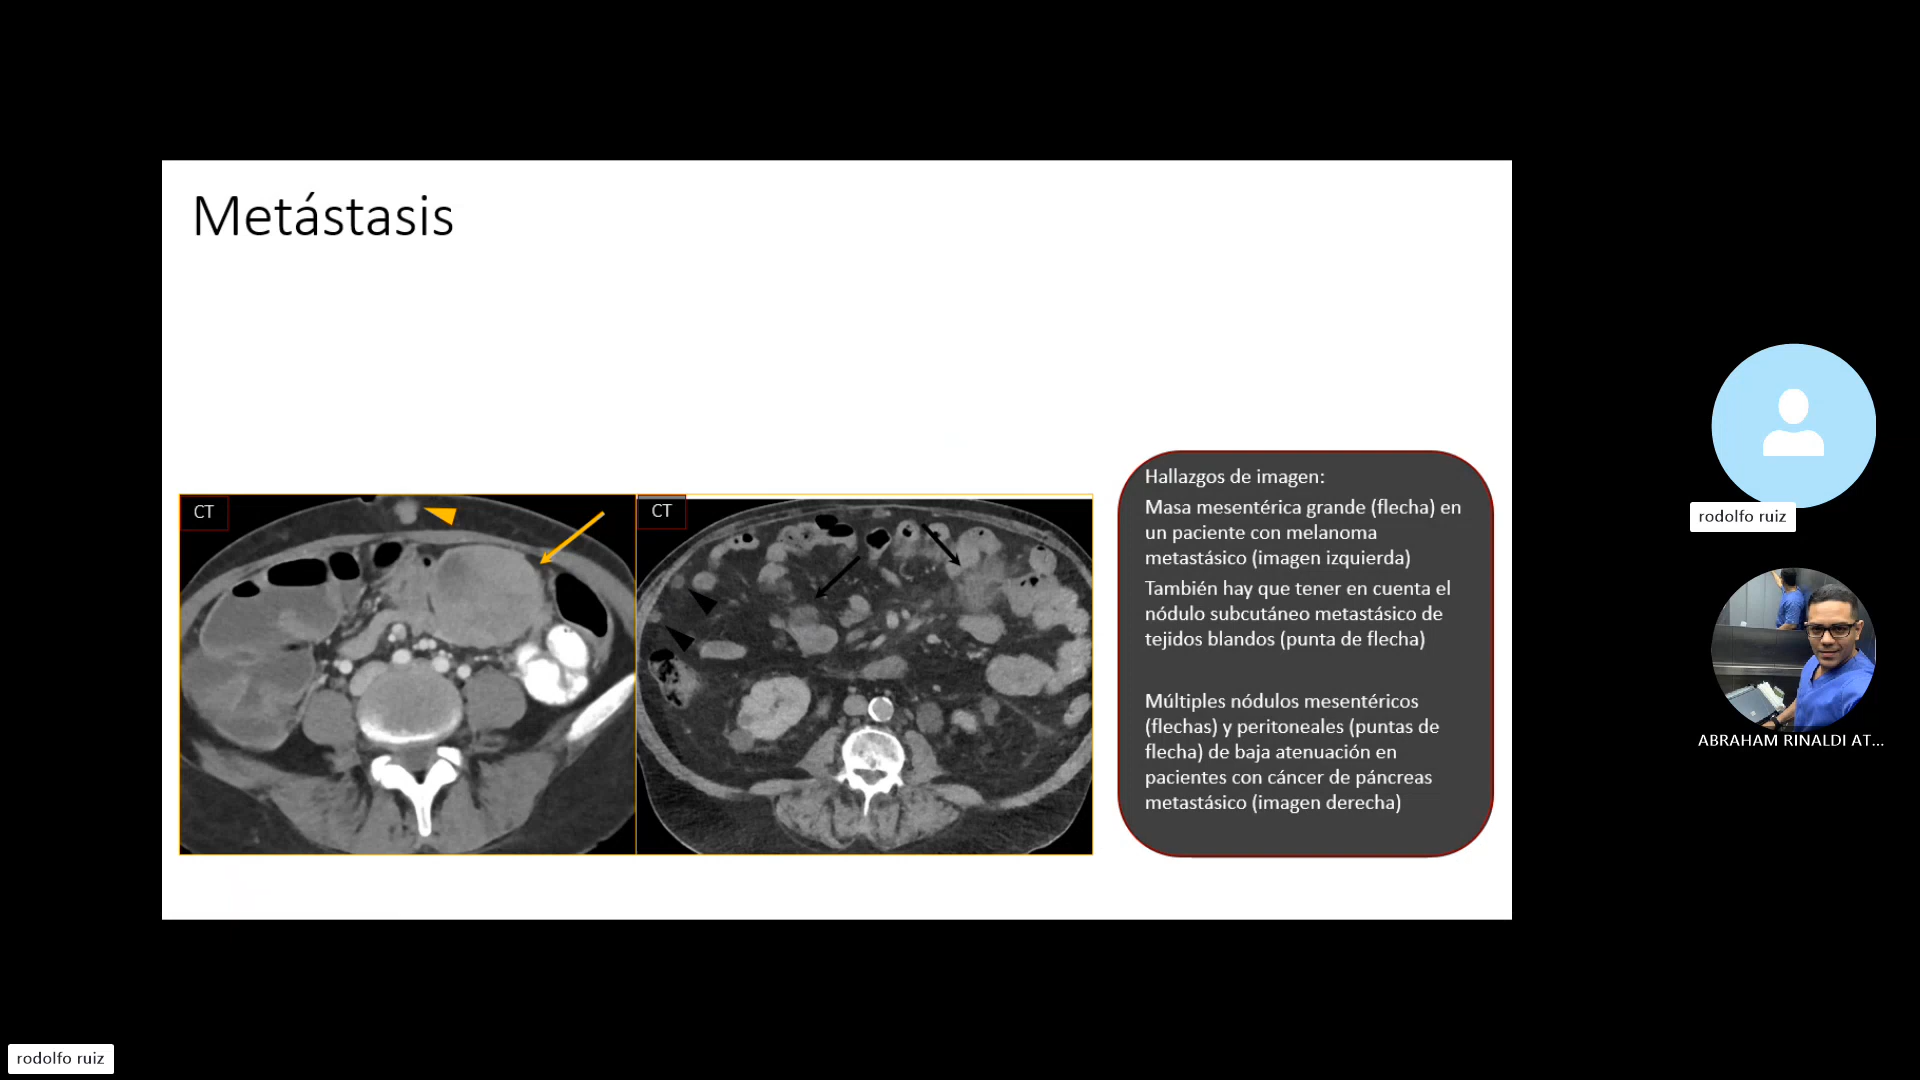 Metástasis
CT
CT
Hallazgos de imagen:
Masa mesentérica grande (flecha) en
un paciente con melanoma
metastásico (imagen izquierda)
También hay que tener en cuenta el
nódulo subcutáneo metastásico de
tejidos blandos (punta de flecha)
Múltiples nódulos mesentéricos
(flechas) y peritoneales (puntas de
flecha) de baja atenuación en
pacientes con cáncer de páncreas
metastásico (imagen derecha)
rodolfo ruiz
ABRAHAM RINALDI AT...
rodolfo ruiz